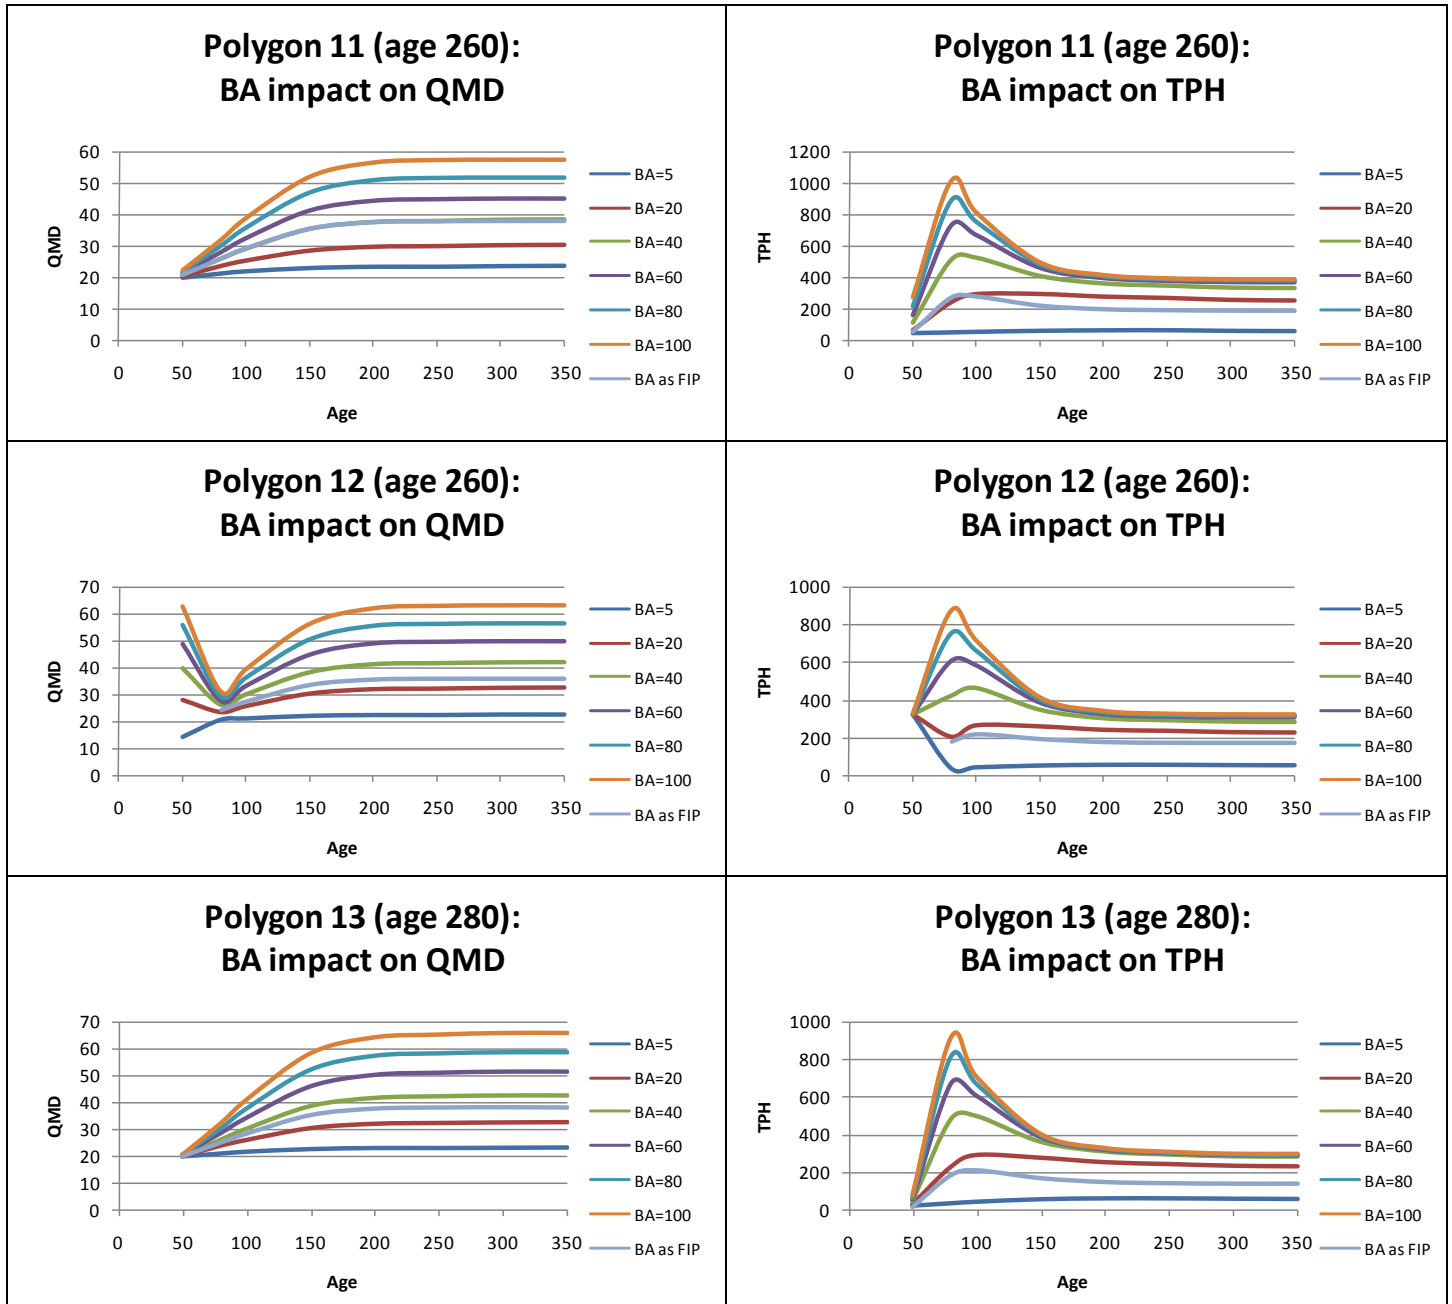 Polygon 11 (age 260):
BA impact on QMD
60
50
40
30
20
10
0
QMD
0 50 100 150 200 250 300 350
Age
BA=5
BA=20
BA=40
BA=60
BA=80
BA=100
BA as FIP
Polygon 11 (age 260):
BA impact on TPH
1200
1000
800
600
400
200
0
TPH
0 50 100 150 200 250 300 350
Age
BA=5
BA=20
BA=40
BA=60
BA=80
BA=100
BA as FIP
Polygon 12 (age 260):
BA impact on QMD
70
60
50
40
30
20
10
0
QMD
0 50 100 150 200 250 300 350
Age
BA=5
BA=20
BA=40
BA=60
BA=80
BA=100
BA as FIP
Polygon 12 (age 260):
BA impact on TPH
1000
800
600
400
200
0
TPH
0 50 100 150 200 250 300 350
Age
BA=5
BA=20
BA=40
BA=60
BA=80
BA=100
BA as FIP
Polygon 13 (age 280):
BA impact on QMD
70
60
50
40
30
20
10
0
QMD
0 50 100 150 200 250 300 350
Age
BA=5
BA=20
BA=40
BA=60
BA=80
BA=100
BA as FIP
Polygon 13 (age 280):
BA impact on TPH
1000
800
600
400
200
0
TPH
0 50 100 150 200 250 300 350
Age
BA=5
BA=20
BA=40
BA=60
BA=80
BA=100
BA as FIP